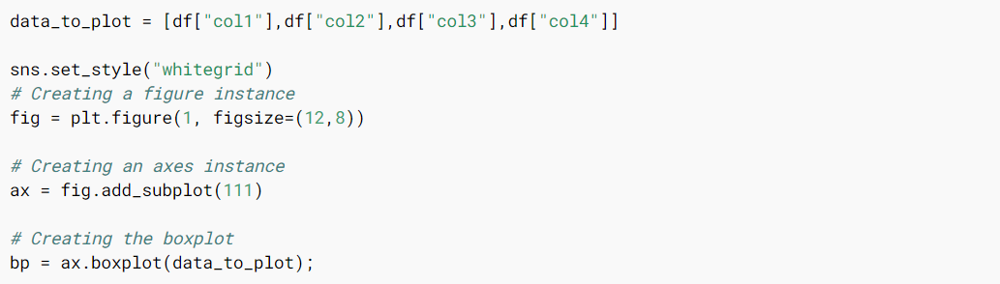 data_to_plot = [df["col1"],df["col2"],df["col3"],df["col4"]]
sns.set_style("whitegrid")
# Creating a figure instance
fig = plt.figure(1, figsize=(12,8))
# Creating an axes instance
ax = fig.add_subplot(111)
# Creating the boxplot
bp = ax.boxplot(data_to_plot);